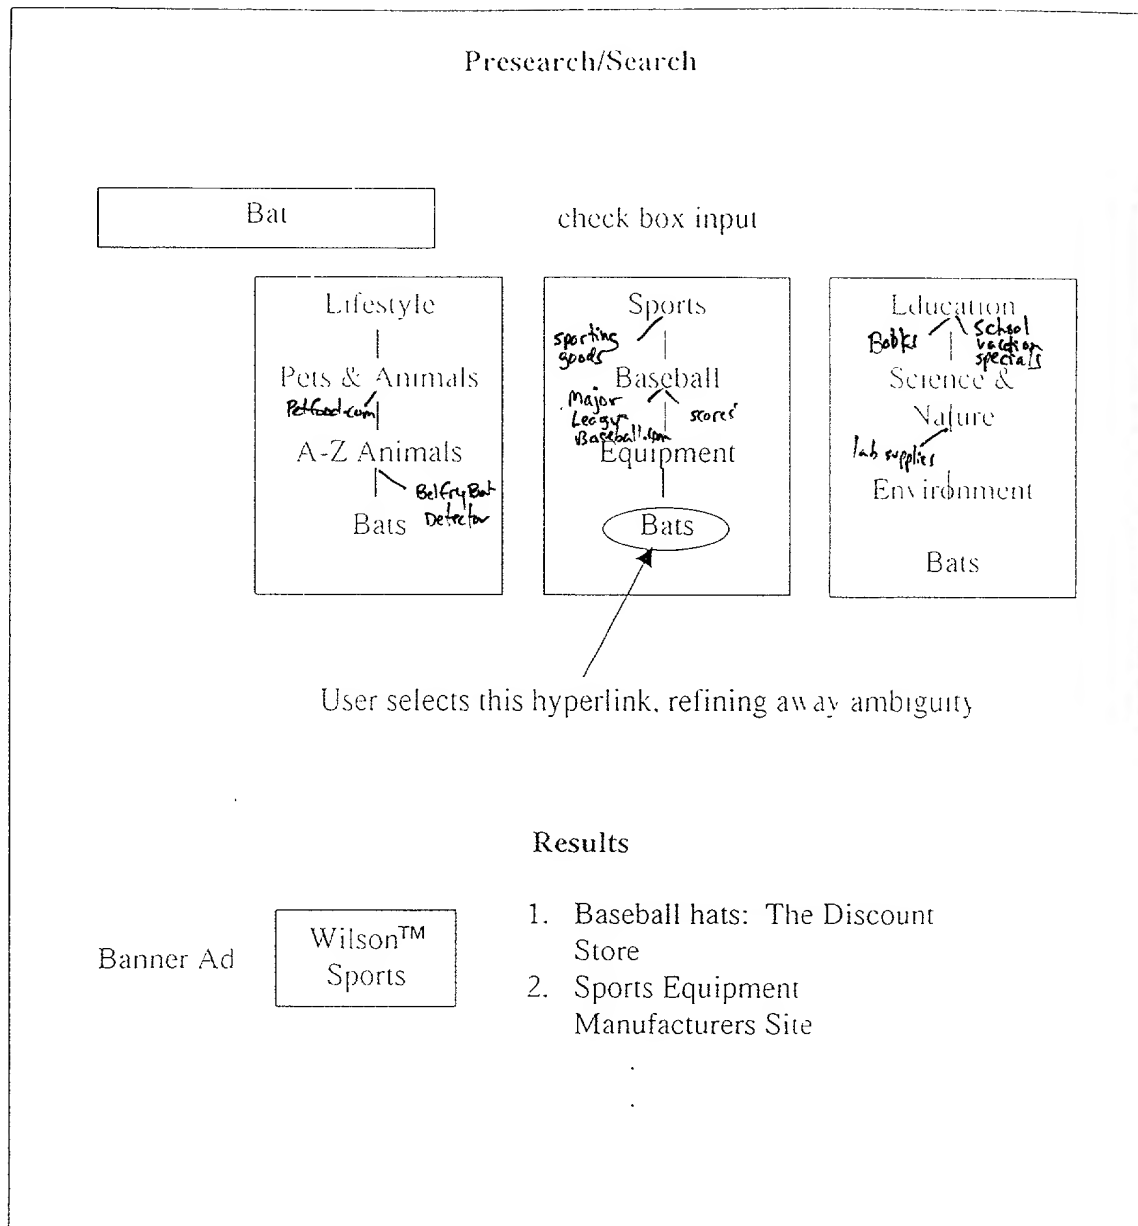 Presearch/Search
Bat
check box input
Lifestyle
Pets & Animals
Petfood.com
A-Z Animals
Belfry Bat
Detector
Bats
Sports
sporting
goods
Baseball
Major
League
Baseball.com
scores
Equipment
Bats
Education
Books
School
vacation
specials
Science &
Nature
lab supplies
Environment
Bats
User selects this hyperlink, refining away ambiguity
Results
Banner Ad
Wilson™
Sports
1. Baseball hats: The Discount
Store
2. Sports Equipment
Manufacturers Site